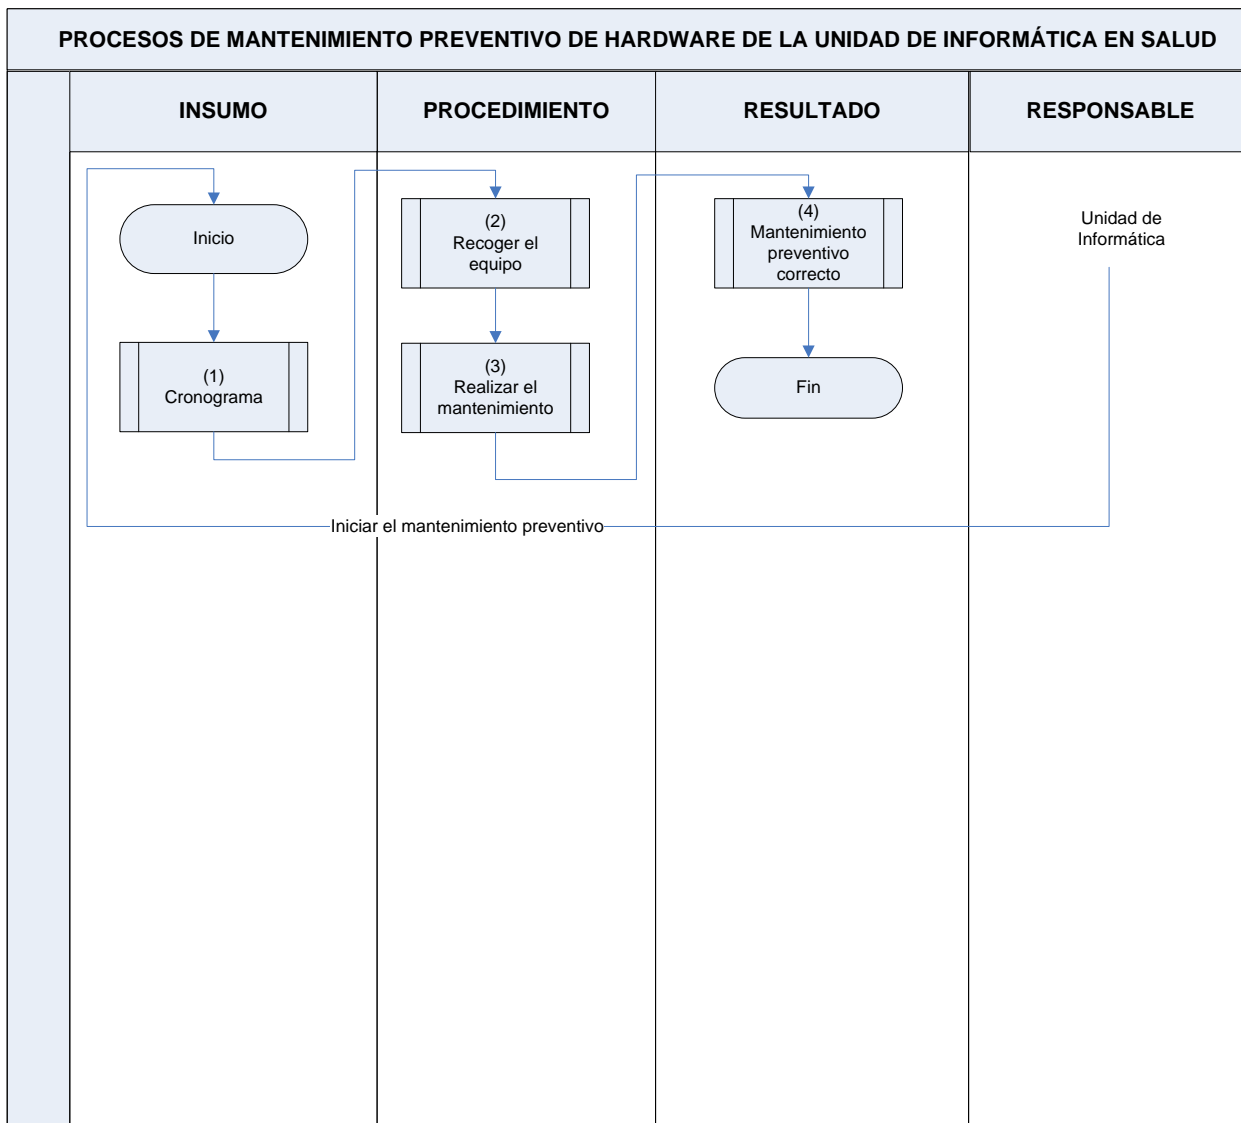 PROCESOS DE MANTENIMIENTO PREVENTIVO DE HARDWARE DE LA UNIDAD DE INFORMÁTICA EN SALUD
INSUMO
PROCEDIMIENTO
RESULTADO
RESPONSABLE
Inicio
(1)
Cronograma
(2)
Recoger el
equipo
(3)
Realizar el
mantenimiento
(4)
Mantenimiento
preventivo
correcto
Fin
Unidad de
Informática
Iniciar el mantenimiento preventivo